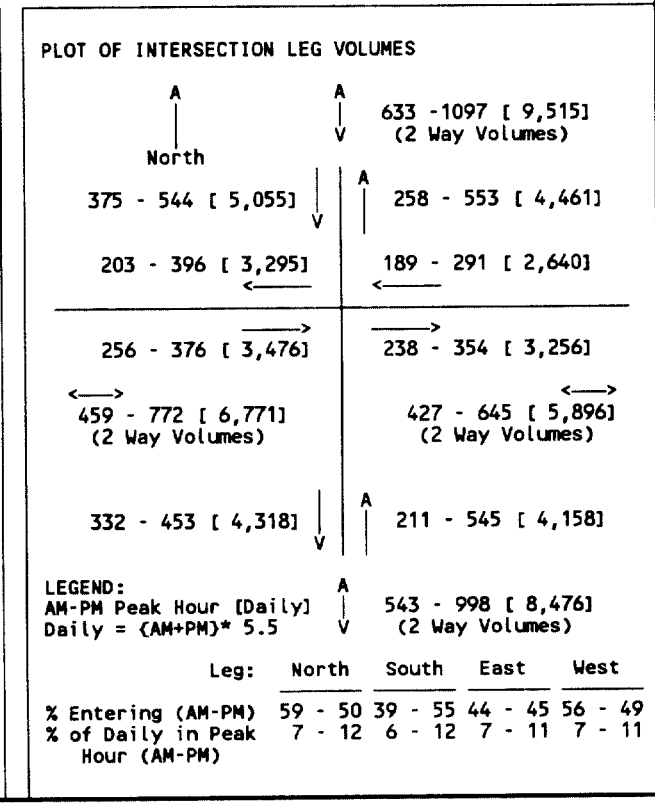 PLOT OF INTERSECTION LEG VOLUMES
A A
633 -1097 [ 9,515]
V (2 Way Volumes)
North
A
375 - 544 [ 5,055] 258 - 553 [ 4,461]
V
203 - 396 [ 3,295] 189 - 291 [ 2,640]
<—— <——
——> ——>
256 - 376 [ 3,476] 238 - 354 [ 3,256]
<——> <——>
459 - 772 [ 6,771] 427 - 645 [ 5,896]
(2 Way Volumes) (2 Way Volumes)
A
332 - 453 [ 4,318] 211 - 545 [ 4,158]
V
LEGEND: A
AM-PM Peak Hour [Daily] 543 - 998 [ 8,476]
Daily = {AM+PM}* 5.5 V (2 Way Volumes)
Leg: North South East West
% Entering (AM-PM) 59 - 50 39 - 55 44 - 45 56 - 49
% of Daily in Peak 7 - 12 6 - 12 7 - 11 7 - 11
Hour (AM-PM)